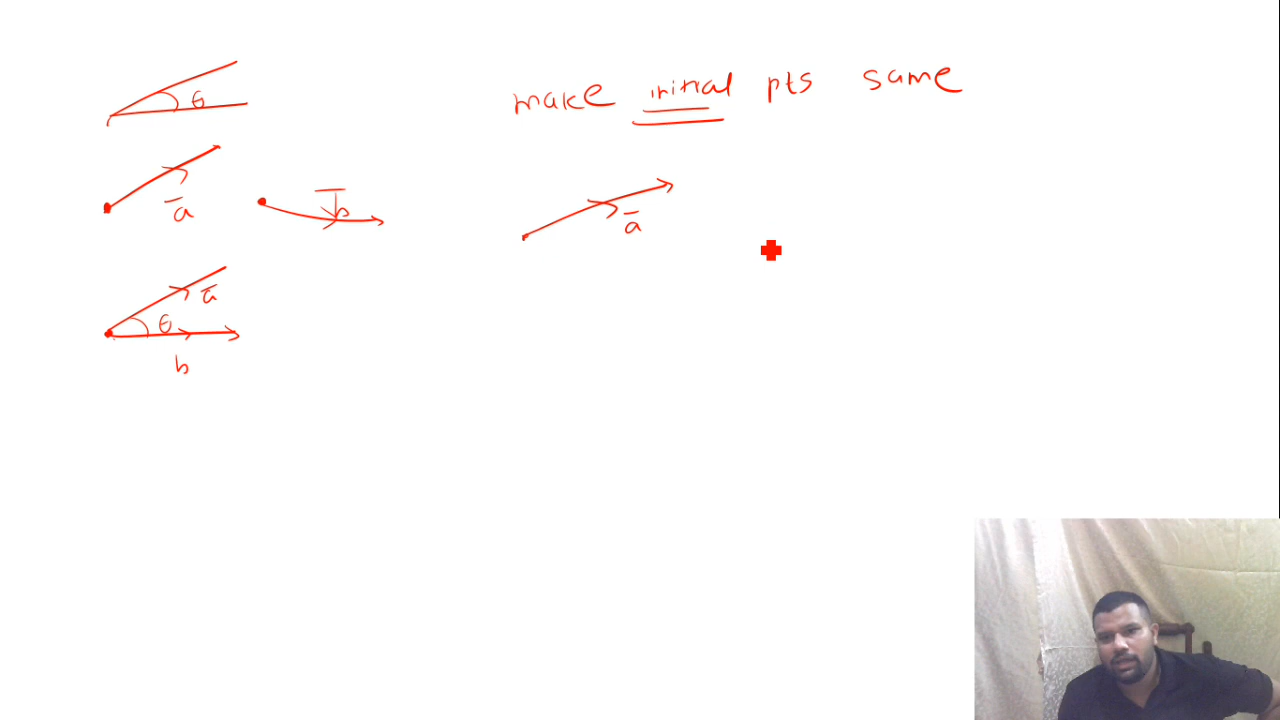 make initial pts same
θ
a̅
b̅
a̅
a̅
θ
b